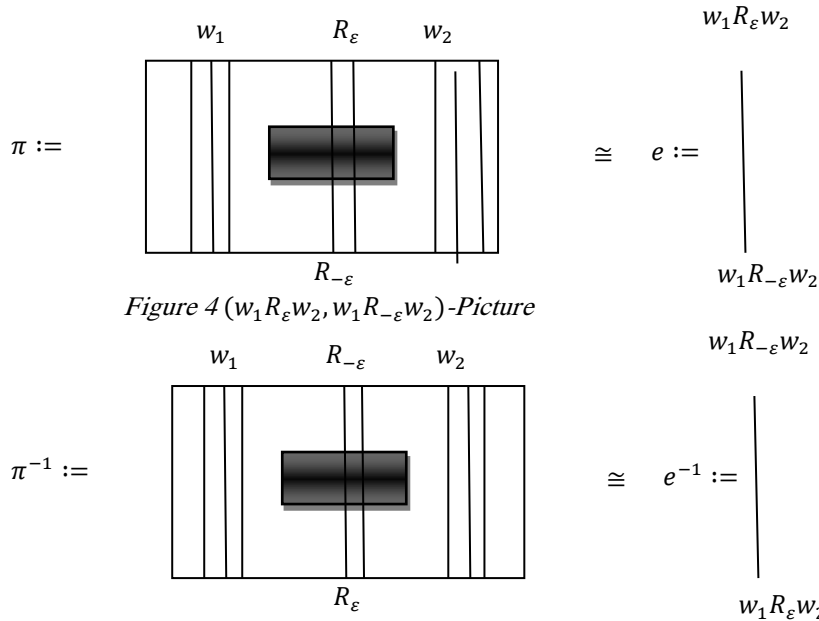 w₁ R_ε w₂ w₁R_εw₂
π := ≅ e :=
R_{-ε} w₁R_{-ε}w₂
Figure 4 (w₁R_εw₂, w₁R_{-ε}w₂)-Picture
w₁ R_{-ε} w₂ w₁R_{-ε}w₂
π⁻¹ := ≅ e⁻¹ :=
R_ε w₁R_εw₂